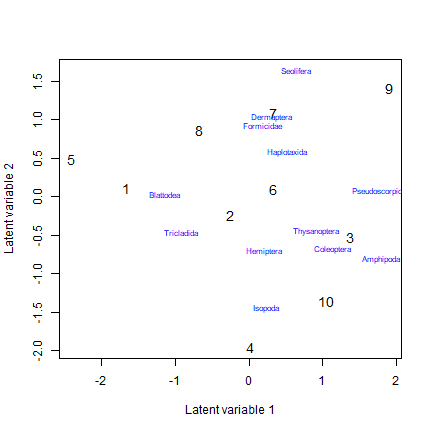 Seolifera
1.5
9
Dermaptera
7
1.0
Formicidae
8
Haplotaxida
0.5
5
1
6
Pseudoscorpio
0.0
Blattodea
2
Tricladida
Thysanoptera
3
-0.5
Hemiptera
Coleoptera
Amphipoda
-1.0
10
Isopoda
-1.5
4
-2.0
-2
-1
0
1
2
Latent variable 1
Latent variable 2